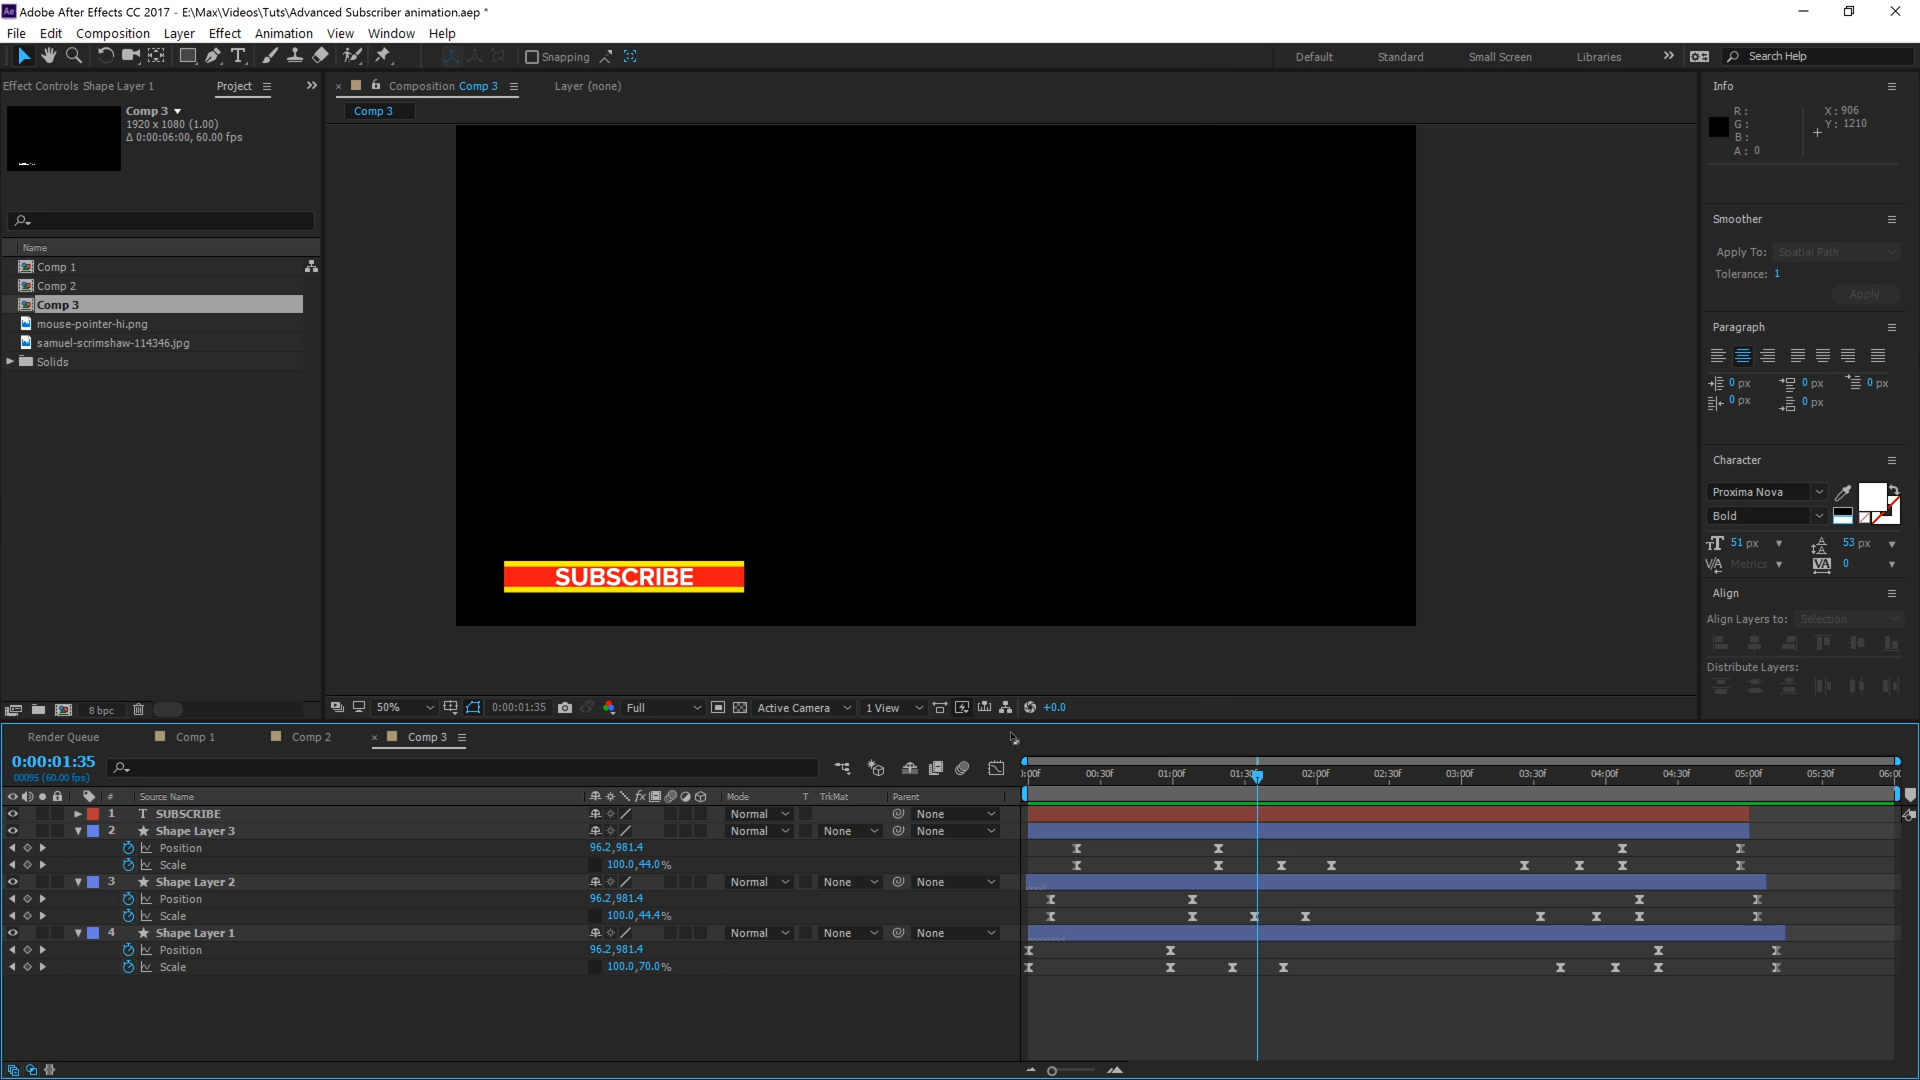 Adobe After Effects CC 2017 - E:\Max\Videos\Tuts\Advanced Subscriber animation.aep *
File Edit Composition Layer Effect Animation View Window Help
Snapping Default Standard Small Screen Libraries Search Help
Effect Controls Shape Layer 1 Project
Composition Comp 3 Layer (none)
Comp 3
Comp 3
1920 x 1080 (1.00)
Δ 0:00:06:00, 60.00 fps
Name
Comp 1
Comp 2
Comp 3
mouse-pointer-hi.png
samuel-scrimshaw-114346.jpg
Solids
8 bpc
SUBSCRIBE
50% 0:00:01:35 Full Active Camera 1 View +0.0
Info
R:
G:
B:
A: 0
X: 906
Y: 1210
Smoother
Apply To: Spatial Path
Tolerance: 1
Apply
Paragraph
0 px 0 px 0 px
0 px 0 px
Character
Proxima Nova
Bold
51 px 53 px
Metrics 0
Align
Align Layers to: Selection
Distribute Layers:
Render Queue Comp 1 Comp 2 Comp 3
0:00:01:35
00095 (60.00 fps)
00:30f 01:00f 02:00f 02:30f 03:00f 03:30f 04:00f 04:30f 05:00f 05:30f
# Source Name Mode T TrkMat Parent
1 T SUBSCRIBE Normal None
2 Shape Layer 3 Normal None None
Position 96.2,981.4
Scale 100.0,44.0%
3 Shape Layer 2 Normal None None
Position 96.2,981.4
Scale 100.0,44.4%
4 Shape Layer 1 Normal None None
Position 96.2,981.4
Scale 100.0,70.0%